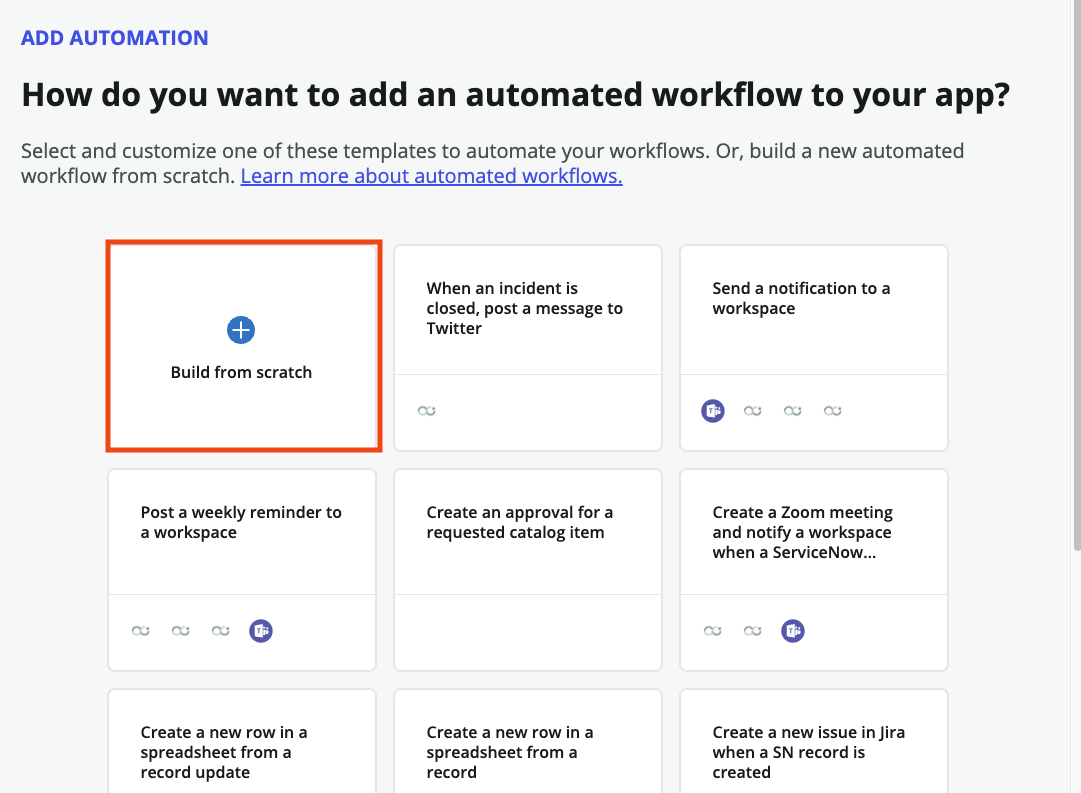 ADD AUTOMATION
How do you want to add an automated workflow to your app?
Select and customize one of these templates to automate your workflows. Or, build a new automated
workflow from scratch. Learn more about automated workflows.
Build from scratch
When an incident is
closed, post a message to
Twitter
Send a notification to a
workspace
Post a weekly reminder to
a workspace
Create an approval for a
requested catalog item
Create a Zoom meeting
and notify a workspace
when a ServiceNow...
Create a new row in a
spreadsheet from a
record update
Create a new row in a
spreadsheet from a
record
Create a new issue in Jira
when a SN record is
created